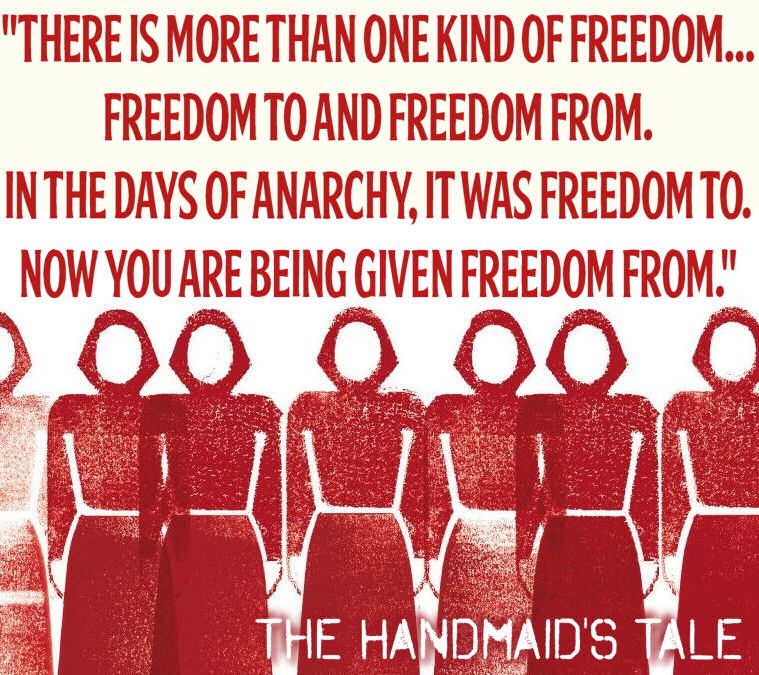 "THERE IS MORE THAN ONE KIND OF FREEDOM...
FREEDOM TO AND FREEDOM FROM.
IN THE DAYS OF ANARCHY, IT WAS FREEDOM TO.
NOW YOU ARE BEING GIVEN FREEDOM FROM."
THE HANDMAID'S TALE